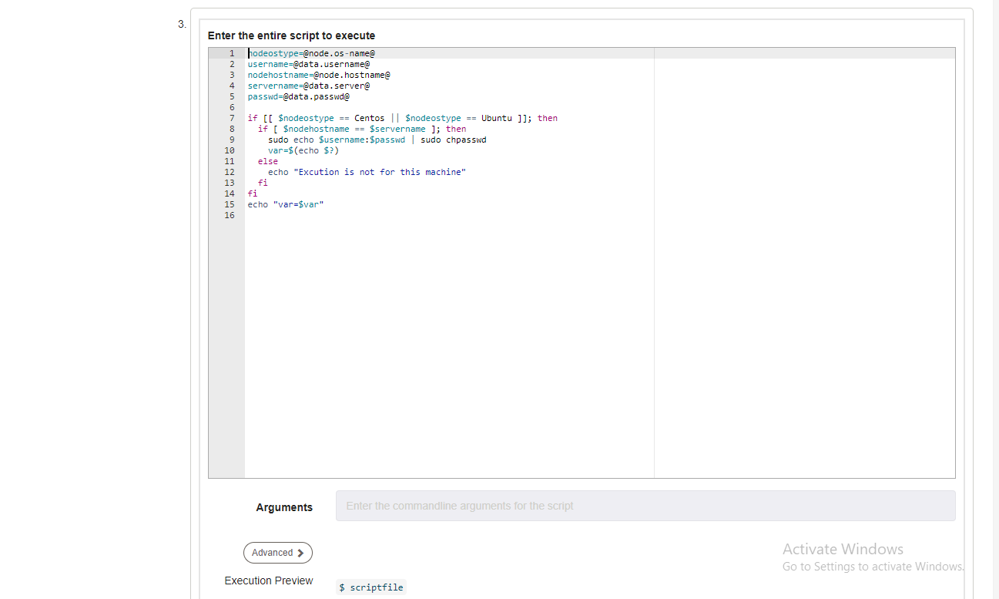 3.
Enter the entire script to execute
1 nodeostype=@node.os-name@
2 username=@data.username@
3 nodehostname=@node.hostname@
4 servername=@data.server@
5 passwd=@data.passwd@
6
7 if [[ $nodeostype == Centos || $nodeostype == Ubuntu ]]; then
8   if [ $nodehostname == $servername ]; then
9     sudo echo $username:$passwd | sudo chpasswd
10     var=$(echo $?)
11   else
12     echo "Excution is not for this machine"
13   fi
14 fi
15 echo "var=$var"
16
Arguments Enter the commandline arguments for the script
Advanced
Activate Windows
Go to Settings to activate Windows.
Execution Preview
$ scriptfile